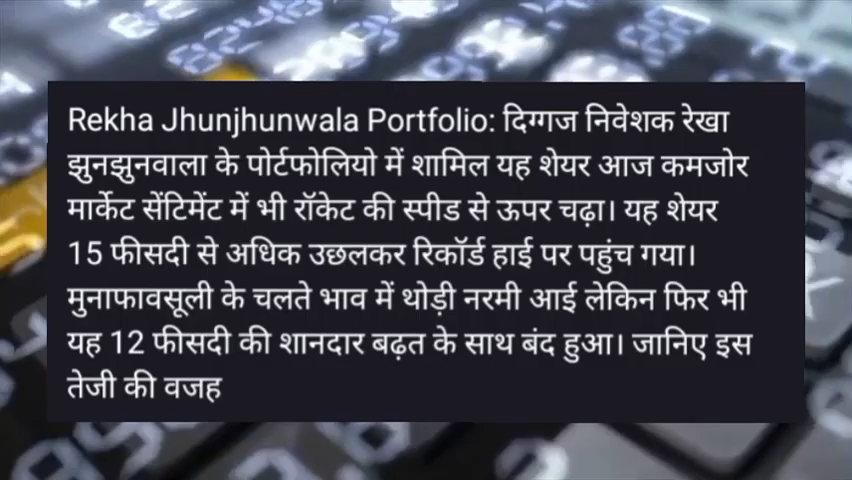 Rekha Jhunjhunwala Portfolio: दिग्गज निवेशक रेखा
झुनझुनवाला के पोर्टफोलियो में शामिल यह शेयर आज कमजोर
मार्केट सेंटिमेंट में भी रॉकेट की स्पीड से ऊपर चढ़ा। यह शेयर
15 फीसदी से अधिक उछलकर रिकॉर्ड हाई पर पहुंच गया।
मुनाफावसूली के चलते भाव में थोड़ी नरमी आई लेकिन फिर भी
यह 12 फीसदी की शानदार बढ़त के साथ बंद हुआ। जानिए इस
तेजी की वजह